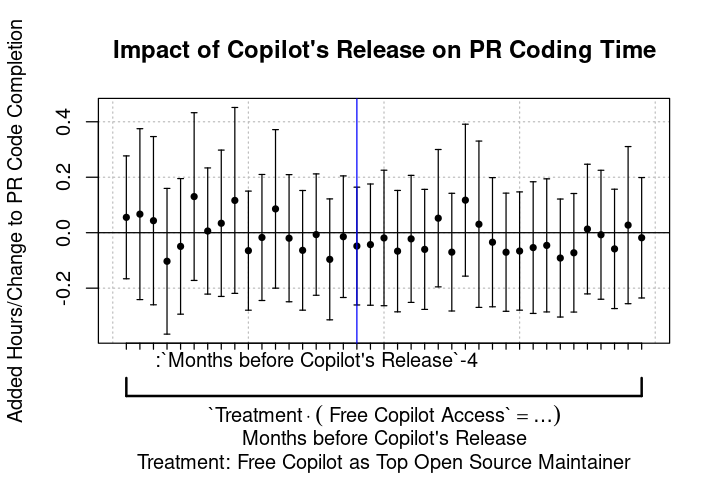 Impact of Copilot's Release on PR Coding Time
Added Hours/Change to PR Code Completion
0.4
0.2
0.0
-0.2
:`Months before Copilot's Release`-4
`Treatment · ( Free Copilot Access` = …)
Months before Copilot's Release
Treatment: Free Copilot as Top Open Source Maintainer